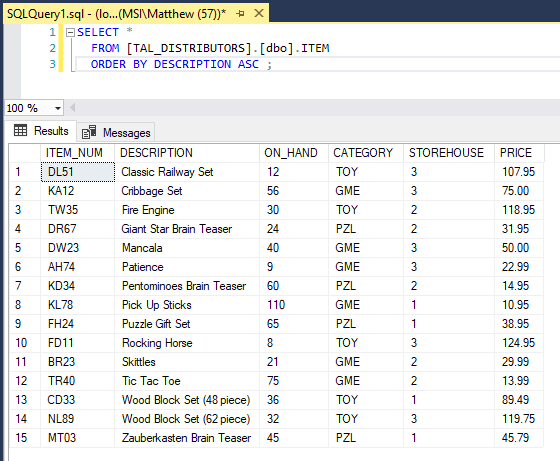 SQLQuery1.sql - (lo...(MSI\Matthew (57))*
1 SELECT *
2 FROM [TAL_DISTRIBUTORS].[dbo].ITEM
3 ORDER BY DESCRIPTION ASC ;
100 %
Results Messages
ITEM_NUM DESCRIPTION ON_HAND CATEGORY STOREHOUSE PRICE
1 DL51 Classic Railway Set 12 TOY 3 107.95
2 KA12 Cribbage Set 56 GME 3 75.00
3 TW35 Fire Engine 30 TOY 2 118.95
4 DR67 Giant Star Brain Teaser 24 PZL 2 31.95
5 DW23 Mancala 40 GME 3 50.00
6 AH74 Patience 9 GME 3 22.99
7 KD34 Pentominoes Brain Teaser 60 PZL 2 14.95
8 KL78 Pick Up Sticks 110 GME 1 10.95
9 FH24 Puzzle Gift Set 65 PZL 1 38.95
10 FD11 Rocking Horse 8 TOY 3 124.95
11 BR23 Skittles 21 GME 2 29.99
12 TR40 Tic Tac Toe 75 GME 2 13.99
13 CD33 Wood Block Set (48 piece) 36 TOY 1 89.49
14 NL89 Wood Block Set (62 piece) 32 TOY 3 119.75
15 MT03 Zauberkasten Brain Teaser 45 PZL 1 45.79